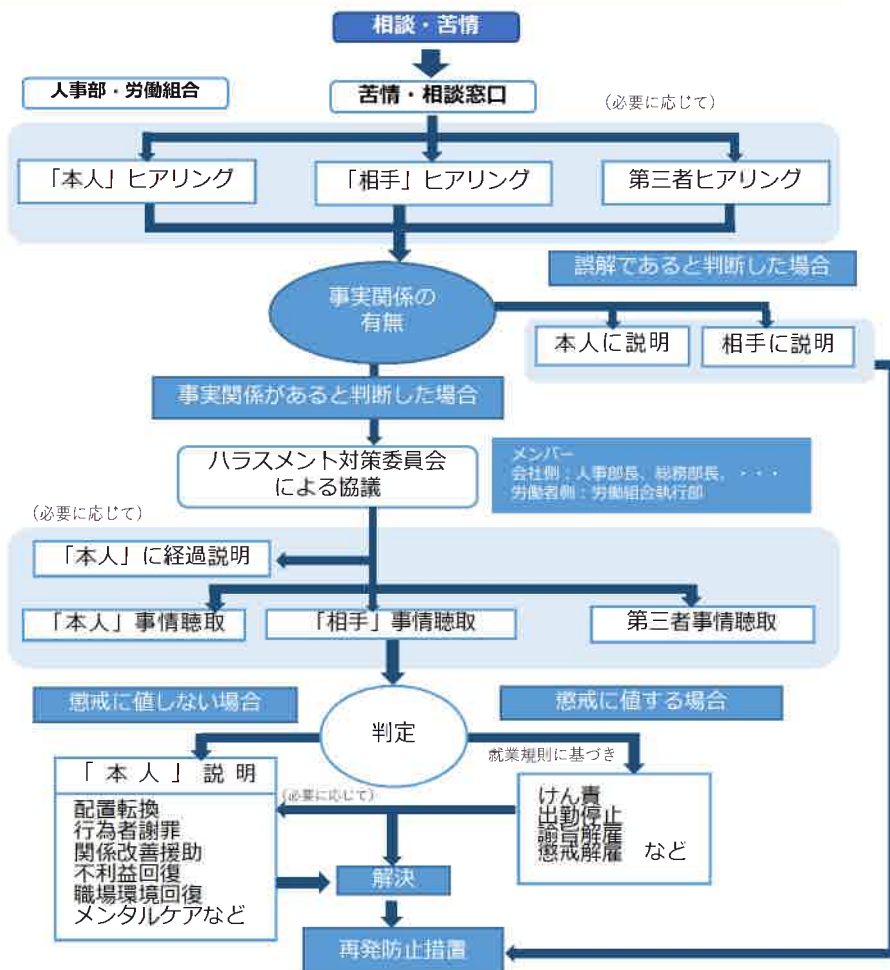 相談・苦情
人事部・労働組合
苦情・相談窓口
（必要に応じて）
「本人」ヒアリング
「相手」ヒアリング
第三者ヒアリング
誤解であると判断した場合
事実関係の
有無
本人に説明
相手に説明
事実関係があると判断した場合
ハラスメント対策委員会
による協議
メンバー
会社側：人事部長、総務部長、・・・
労働者側：労働組合執行部
（必要に応じて）
「本人」に経過説明
「本人」事情聴取
「相手」事情聴取
第三者事情聴取
懲戒に値しない場合
懲戒に値する場合
判定
就業規則に基づき
「本人」説明
（必要に応じて）
配置転換
行為者謝罪
関係改善援助
不利益回復
職場環境回復
メンタルケアなど
けん責
出勤停止
諭旨解雇
懲戒解雇 など
解決
再発防止措置